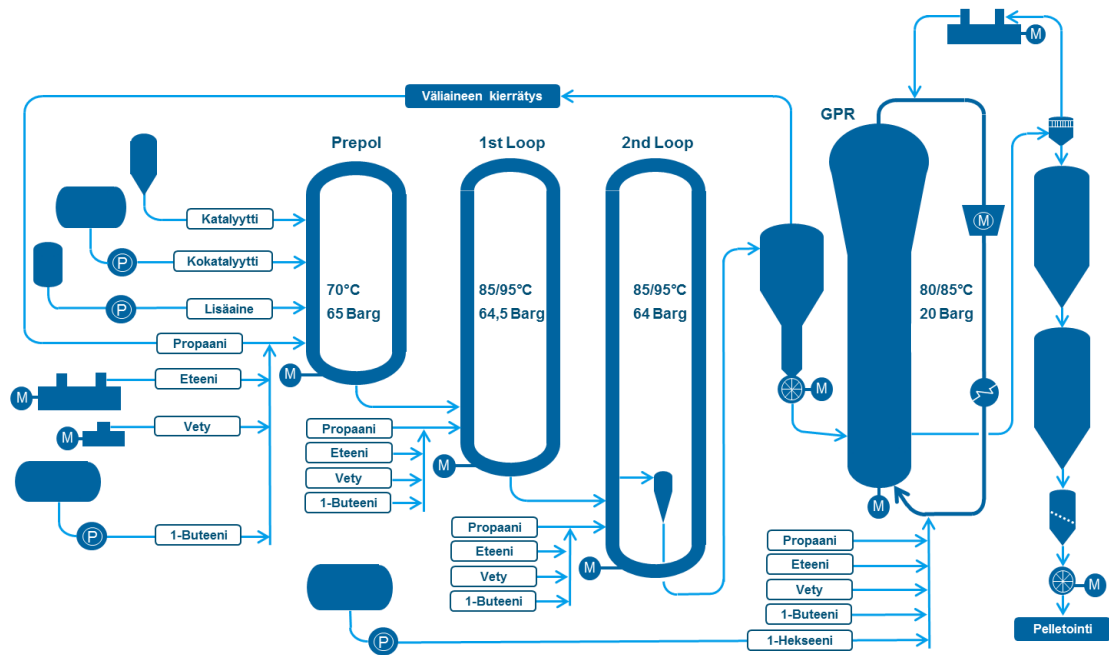 M
Väliaineen kierrätys
GPR
Prepol
1st Loop
2nd Loop
Katalyytti
P
Kokatalyytti
P
Lisäaine
Propaani
M
Eteeni
M
Vety
P
1-Buteeni
70°C
65 Barg
M
85/95°C
64,5 Barg
M
Propaani
Eteeni
Vety
1-Buteeni
85/95°C
64 Barg
M
Propaani
Eteeni
Vety
1-Buteeni
M
80/85°C
20 Barg
M
M
Propaani
Eteeni
Vety
1-Buteeni
P
1-Hekseeni
M
Pelletointi